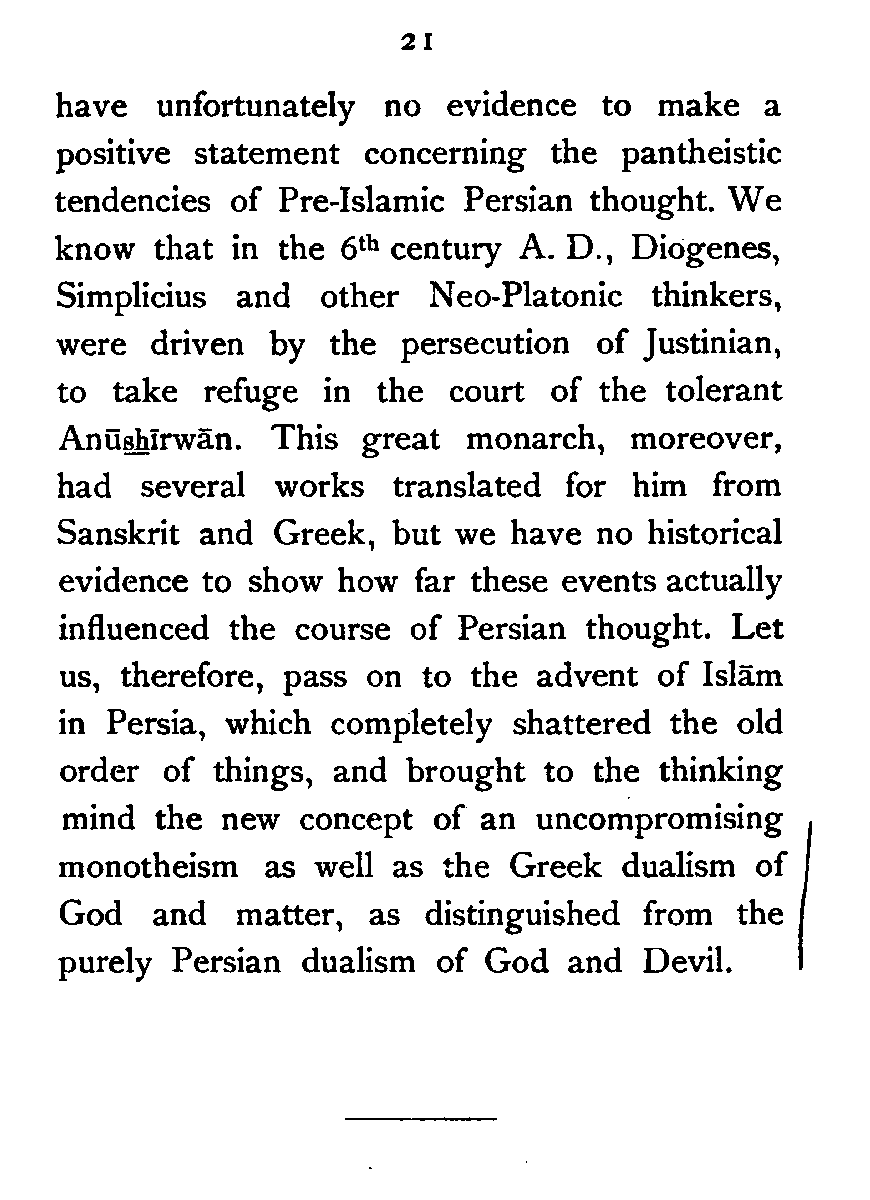 21
have unfortunately no evidence to make a
positive statement concerning the pantheistic
tendencies of Pre-Islamic Persian thought. We
know that in the 6th century A. D., Diogenes,
Simplicius and other Neo-Platonic thinkers,
were driven by the persecution of Justinian,
to take refuge in the court of the tolerant
Anūshīrwān. This great monarch, moreover,
had several works translated for him from
Sanskrit and Greek, but we have no historical
evidence to show how far these events actually
influenced the course of Persian thought. Let
us, therefore, pass on to the advent of Islām
in Persia, which completely shattered the old
order of things, and brought to the thinking
mind the new concept of an uncompromising
monotheism as well as the Greek dualism of
God and matter, as distinguished from the
purely Persian dualism of God and Devil.